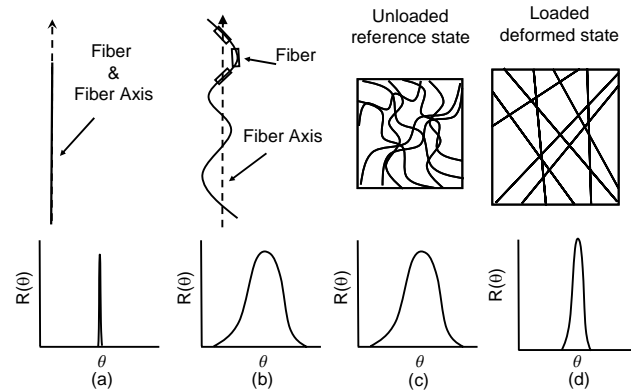 Fiber
&
Fiber Axis
Fiber
Fiber Axis
Unloaded
reference state
Loaded
deformed state
R(θ)
θ
(a)
R(θ)
θ
(b)
R(θ)
θ
(c)
R(θ)
θ
(d)